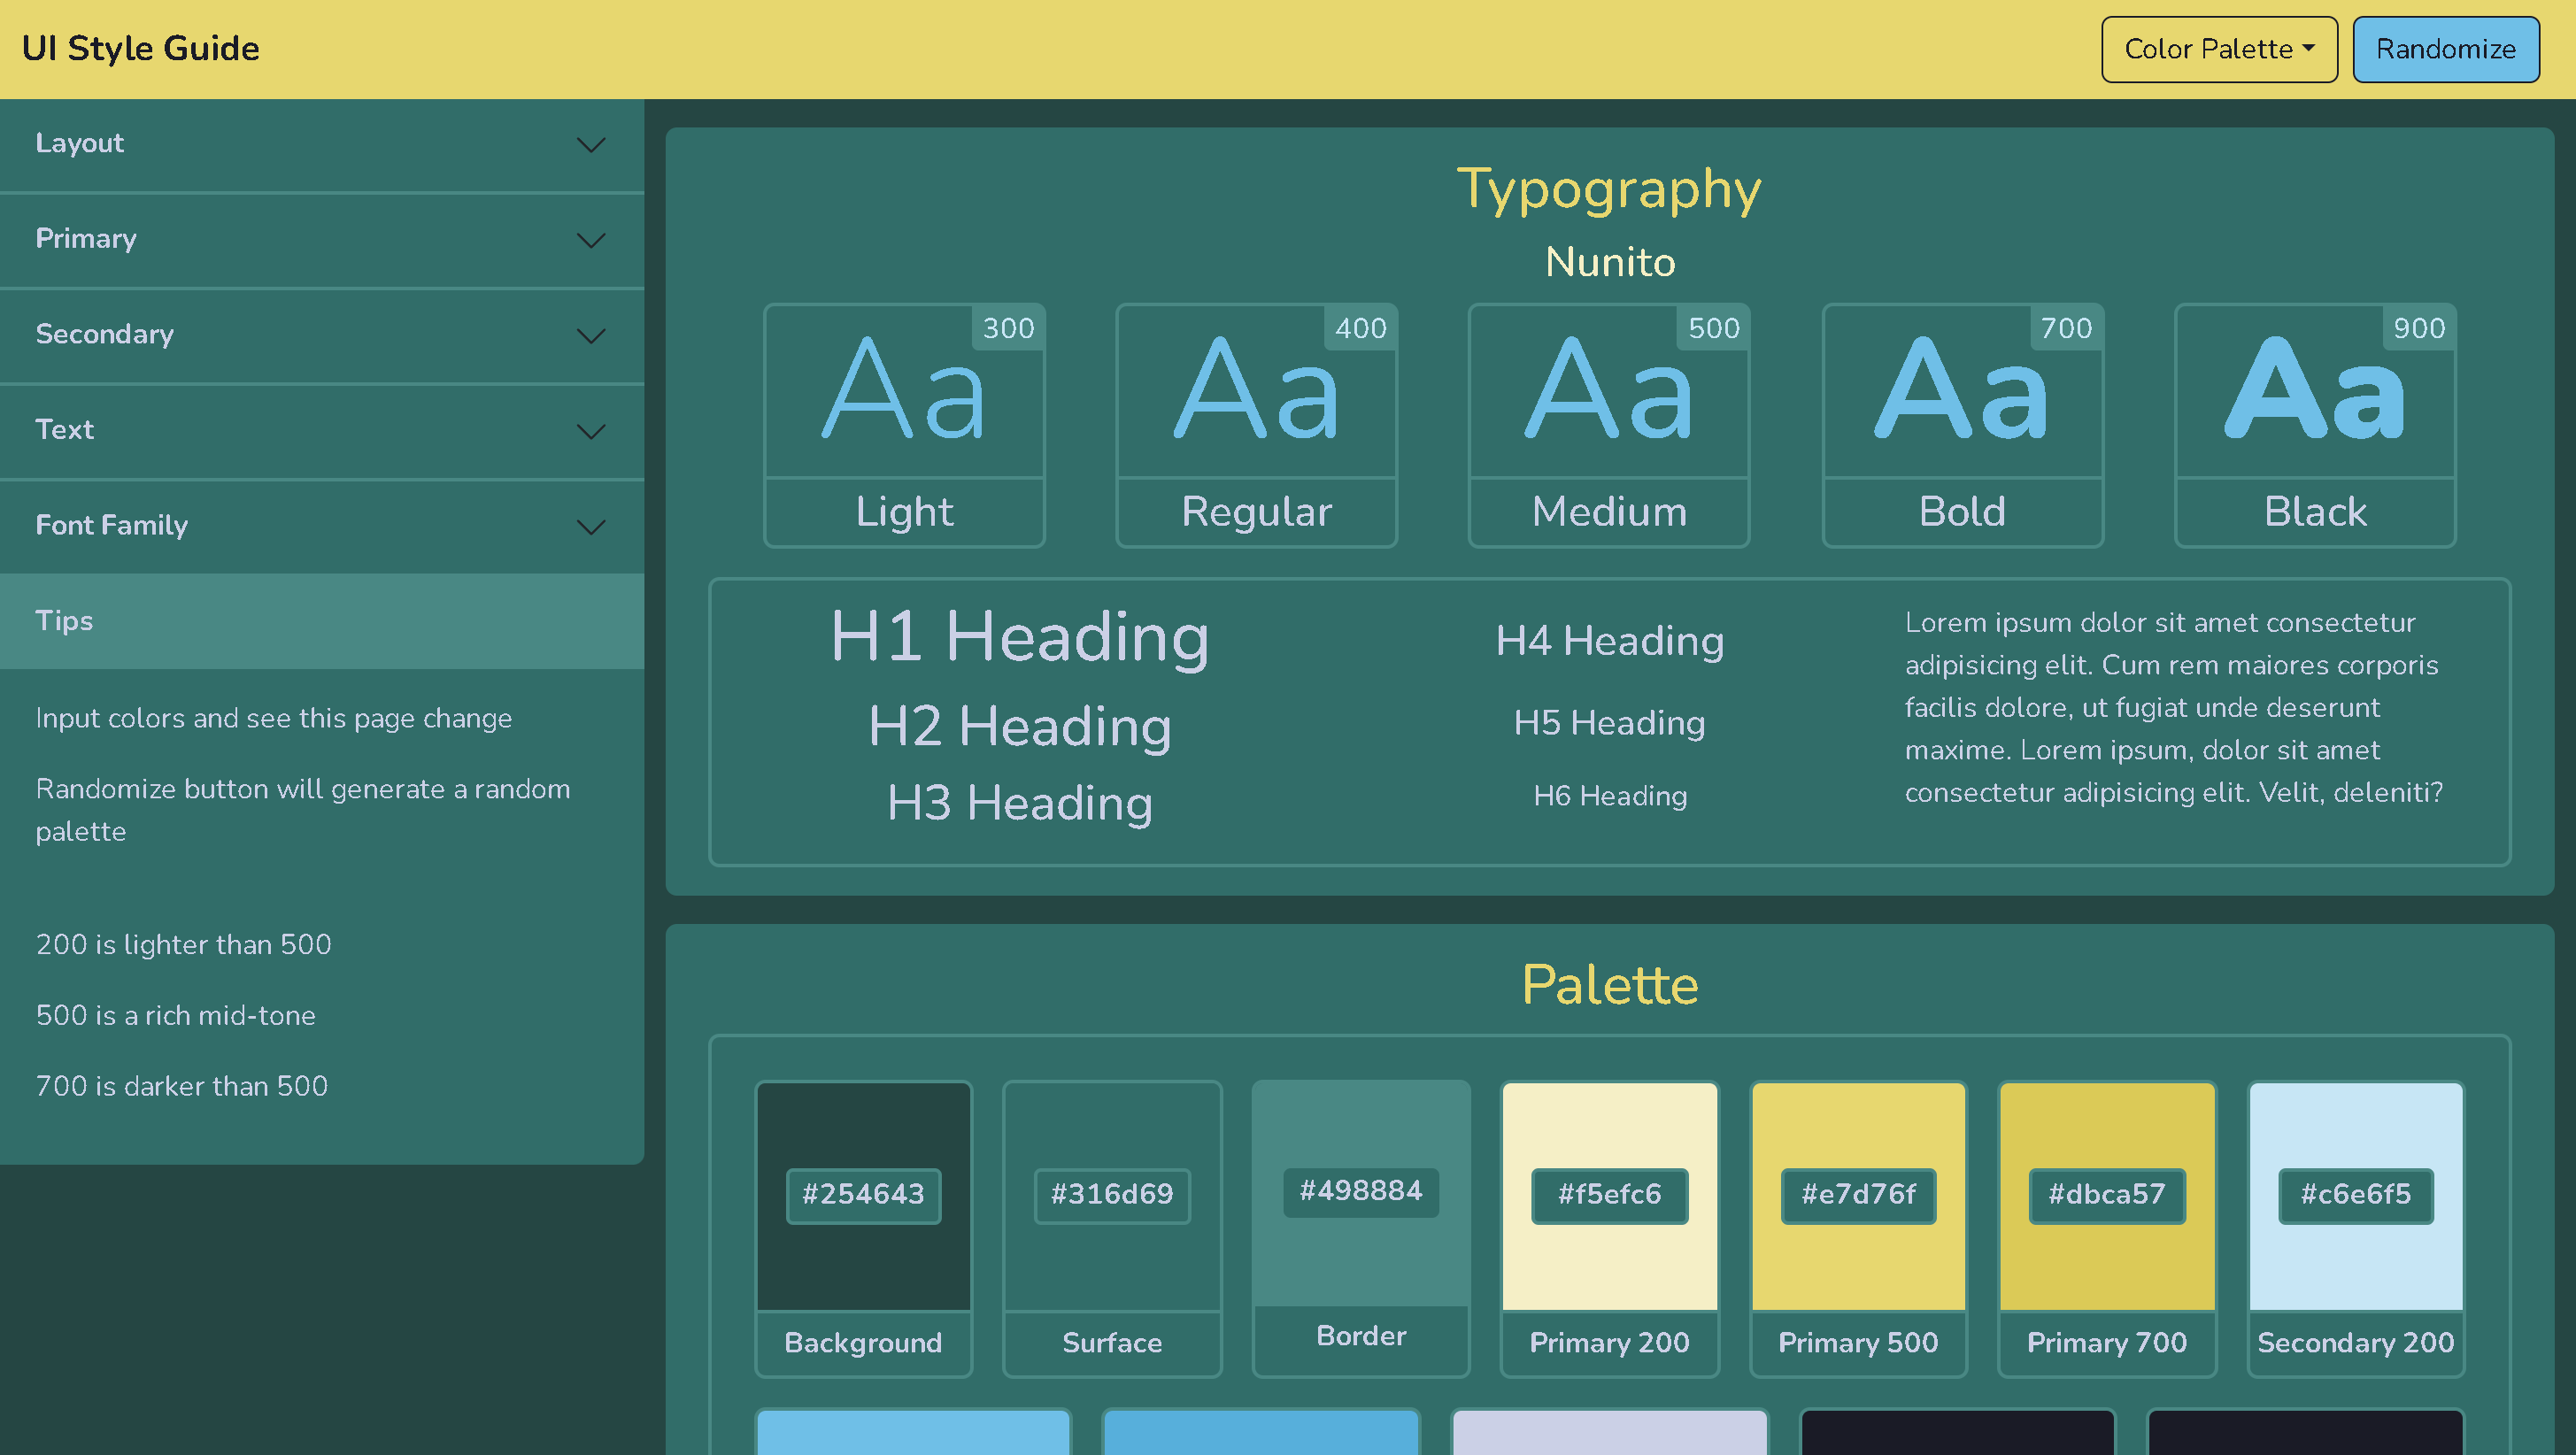 UI Style Guide
Color Palette
Randomize
Layout
Primary
Secondary
Text
Font Family
Tips
Input colors and see this page change
Randomize button will generate a random
palette
200 is lighter than 500
500 is a rich mid-tone
700 is darker than 500
Typography
Nunito
300
Aa
Light
400
Aa
Regular
500
Aa
Medium
700
Aa
Bold
900
Aa
Black
H1 Heading
H2 Heading
H3 Heading
H4 Heading
H5 Heading
H6 Heading
Lorem ipsum dolor sit amet consectetur
adipisicing elit. Cum rem maiores corporis
facilis dolore, ut fugiat unde deserunt
maxime. Lorem ipsum, dolor sit amet
consectetur adipisicing elit. Velit, deleniti?
Palette
#254643
Background
#316d69
Surface
#498884
Border
#f5efc6
Primary 200
#e7d76f
Primary 500
#dbca57
Primary 700
#c6e6f5
Secondary 200